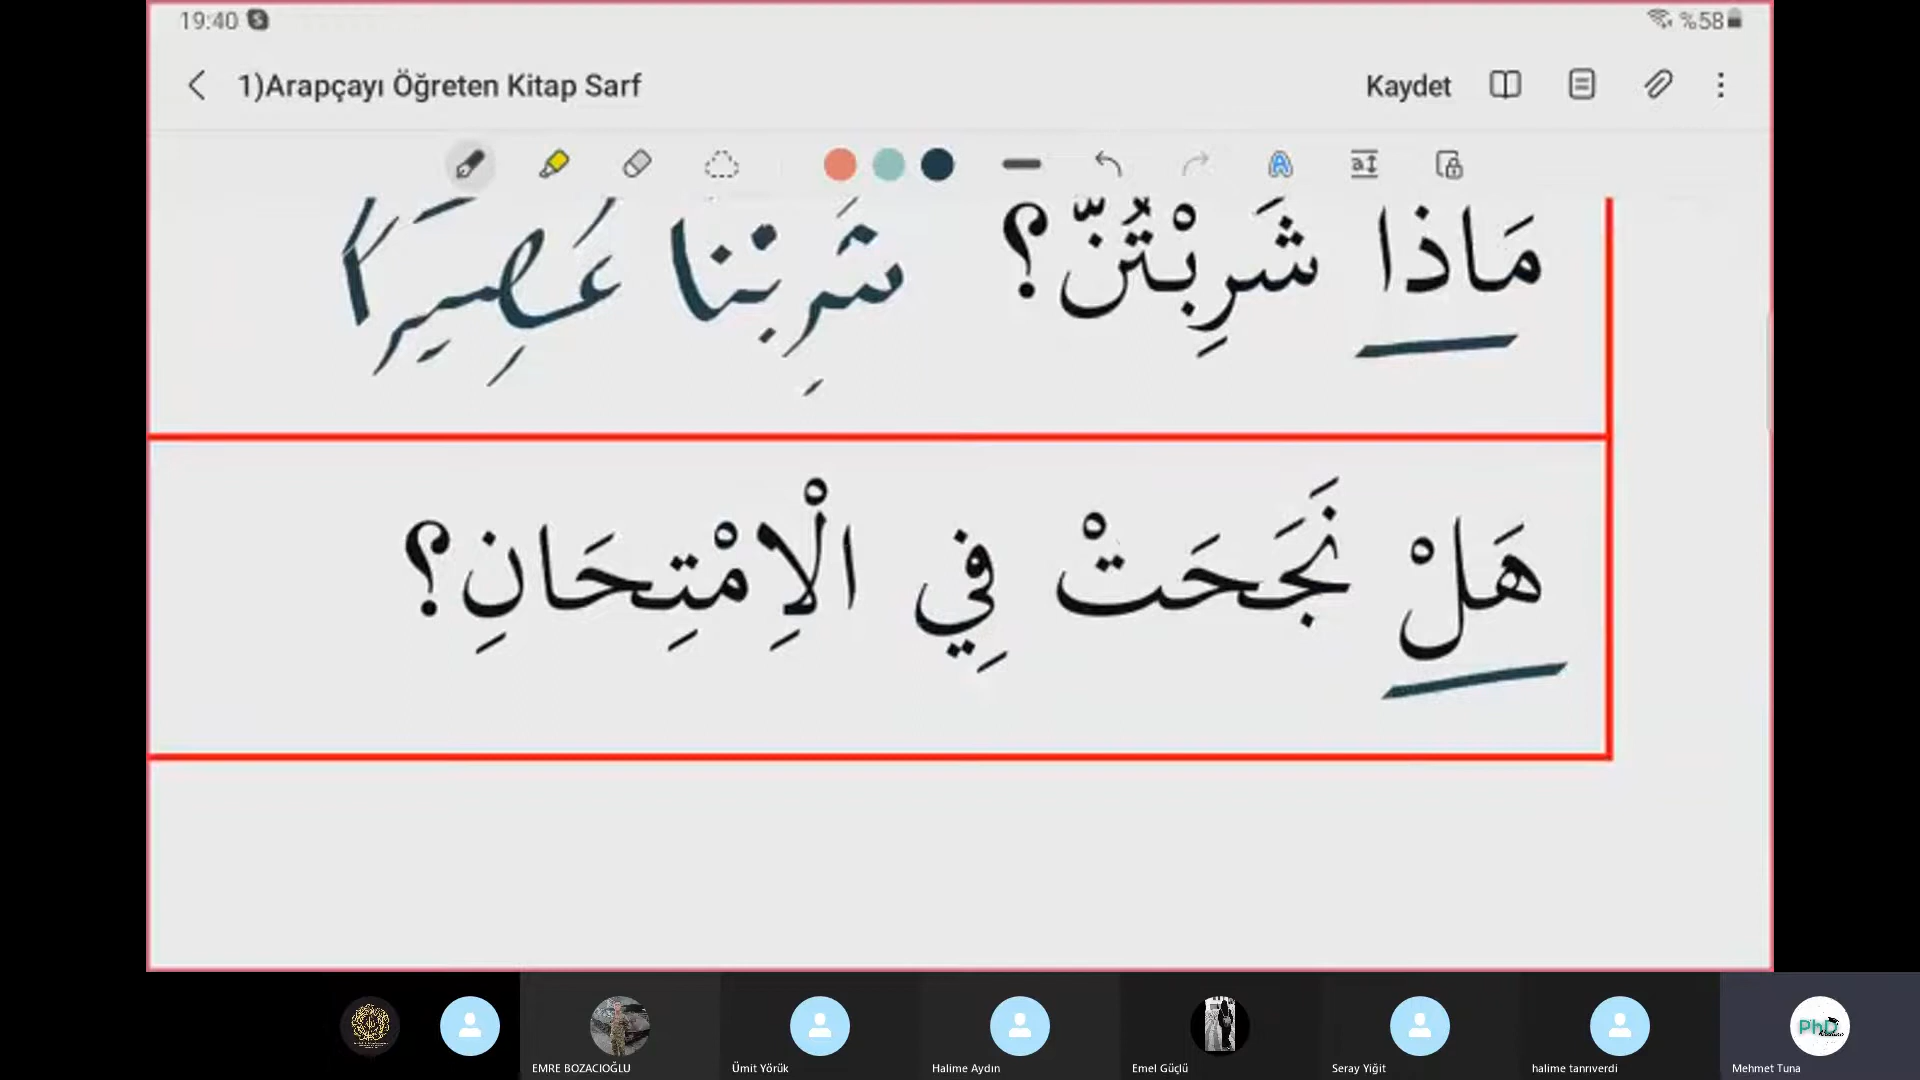 19:40 %58
1)Arapçayı Öğreten Kitap Sarf Kaydet
مَاذَا شَرِبْتُنَّ؟ شَرِبْنَا عَصِيرًا
هَلْ نَجَحَتْ فِي الْاِمْتِحَانِ؟
EMRE BOZACIOĞLU Ümit Yörük Halime Aydın Emel Güçlü Seray Yiğit halime tanrıverdi Mehmet Tuna
PhD